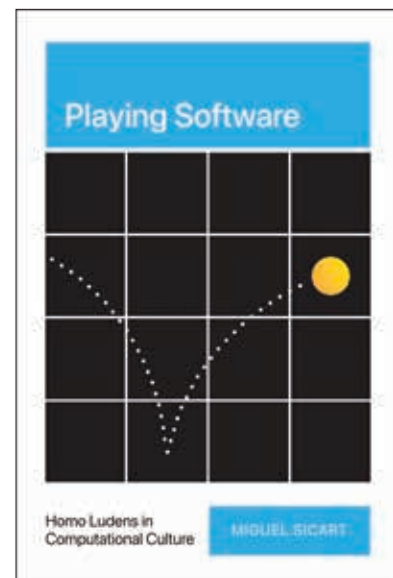 Playing Software
Homo Ludens in
Computational Culture
MIGUEL SICART